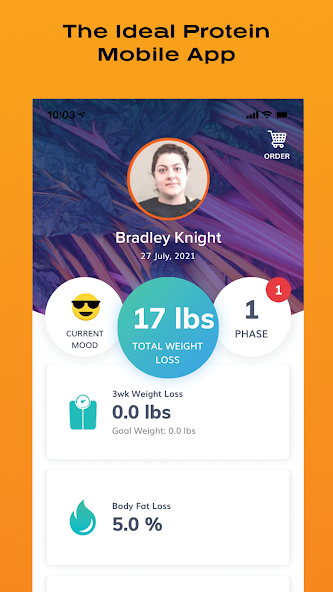 The Ideal Protein
Mobile App
10:03
ORDER
Bradley Knight
27 July, 2021
CURRENT
MOOD
17 lbs
TOTAL WEIGHT
LOSS
1
PHASE
1
3wk Weight Loss
0.0 lbs
Goal Weight: 0.0 lbs
Body Fat Loss
5.0 %